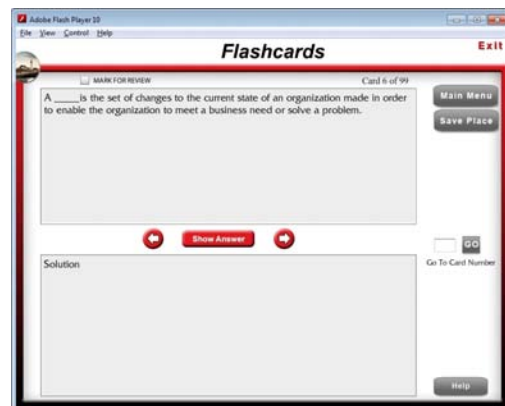 Adobe Flash Player 10
File View Control Help
Flashcards
Exit
MARK FOR REVIEW
Card 6 of 99
A _____is the set of changes to the current state of an organization made in order
to enable the organization to meet a business need or solve a problem.
Main Menu
Save Place
Show Answer
GO
Go To Card Number
Solution
Help